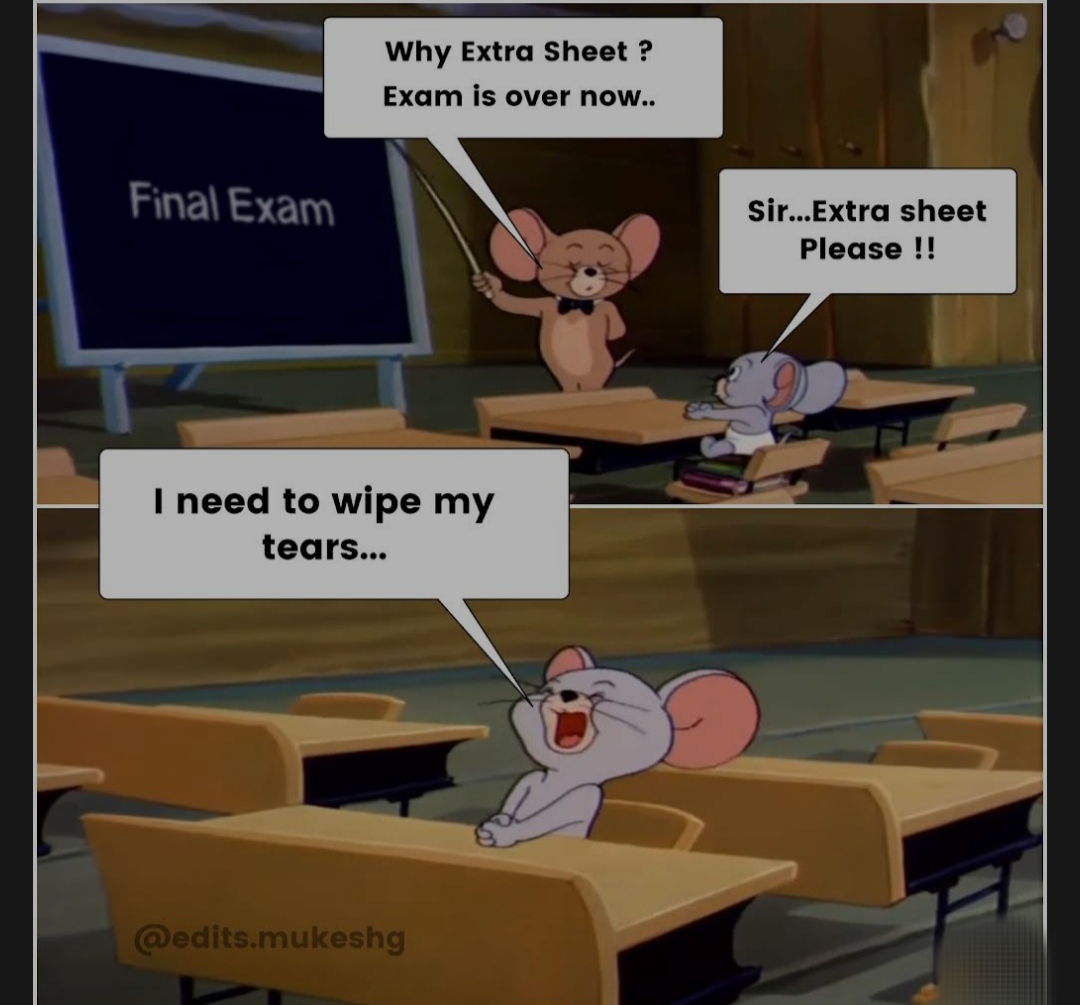 Why Extra Sheet ?
Exam is over now..
Final Exam
Sir...Extra sheet
Please !!
I need to wipe my
tears...
@edits.mukeshg